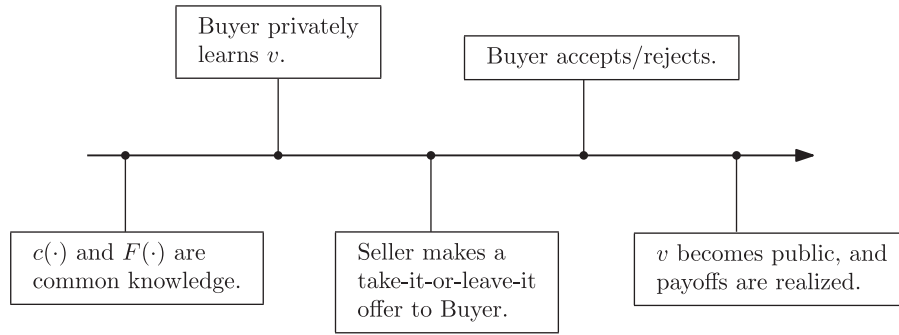 Buyer privately
learns v.
Buyer accepts/rejects.
c(·) and F(·) are
common knowledge.
Seller makes a
take-it-or-leave-it
offer to Buyer.
v becomes public, and
payoffs are realized.